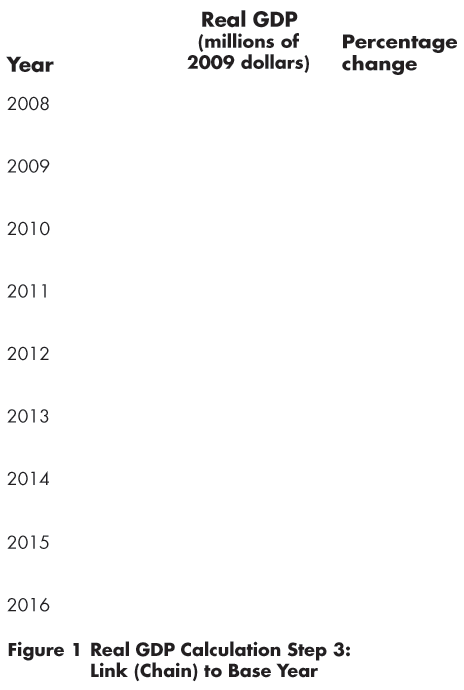 Real GDP
(millions of
2009 dollars)
Percentage
change
Year
2008
2009
2010
2011
2012
2013
2014
2015
2016
Figure 1 Real GDP Calculation Step 3:
Link (Chain) to Base Year